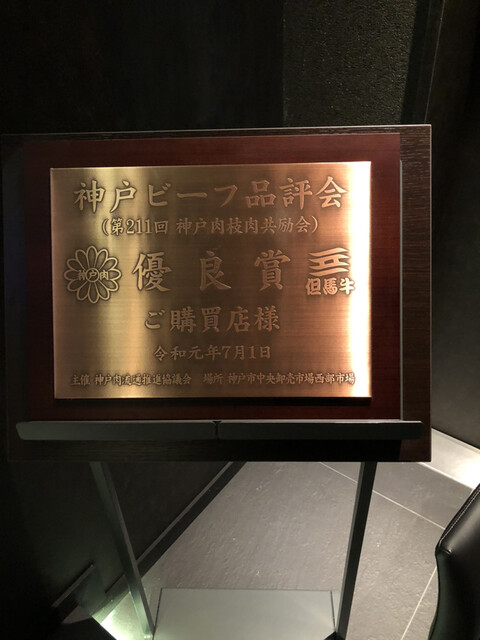 神戸ビーフ品評会
(第211回 神戸肉枝肉共励会)
神戸肉 優良賞 但馬牛
ご購買店様
令和元年7月1日
主催 神戸肉流通推進協議会 場所 神戸市中央卸売市場西部市場